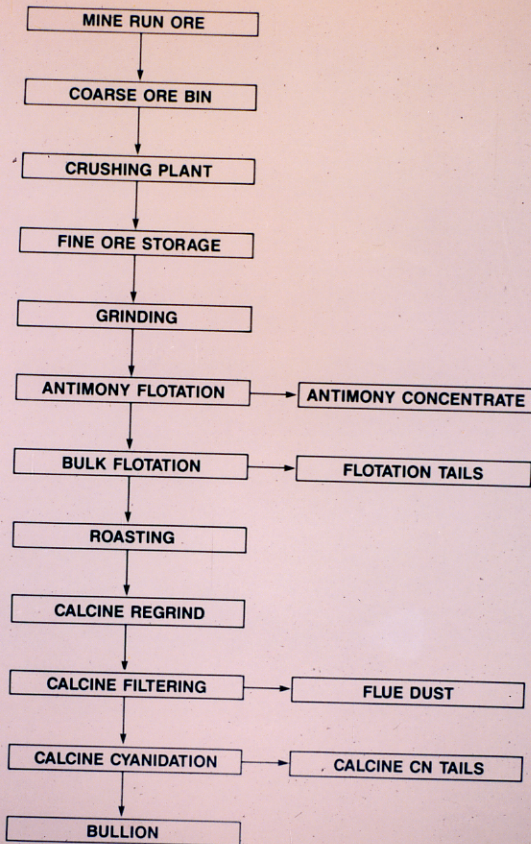 MINE RUN ORE
COARSE ORE BIN
CRUSHING PLANT
FINE ORE STORAGE
GRINDING
ANTIMONY FLOTATION
ANTIMONY CONCENTRATE
BULK FLOTATION
FLOTATION TAILS
ROASTING
CALCINE REGRIND
CALCINE FILTERING
FLUE DUST
CALCINE CYANIDATION
CALCINE CN TAILS
BULLION